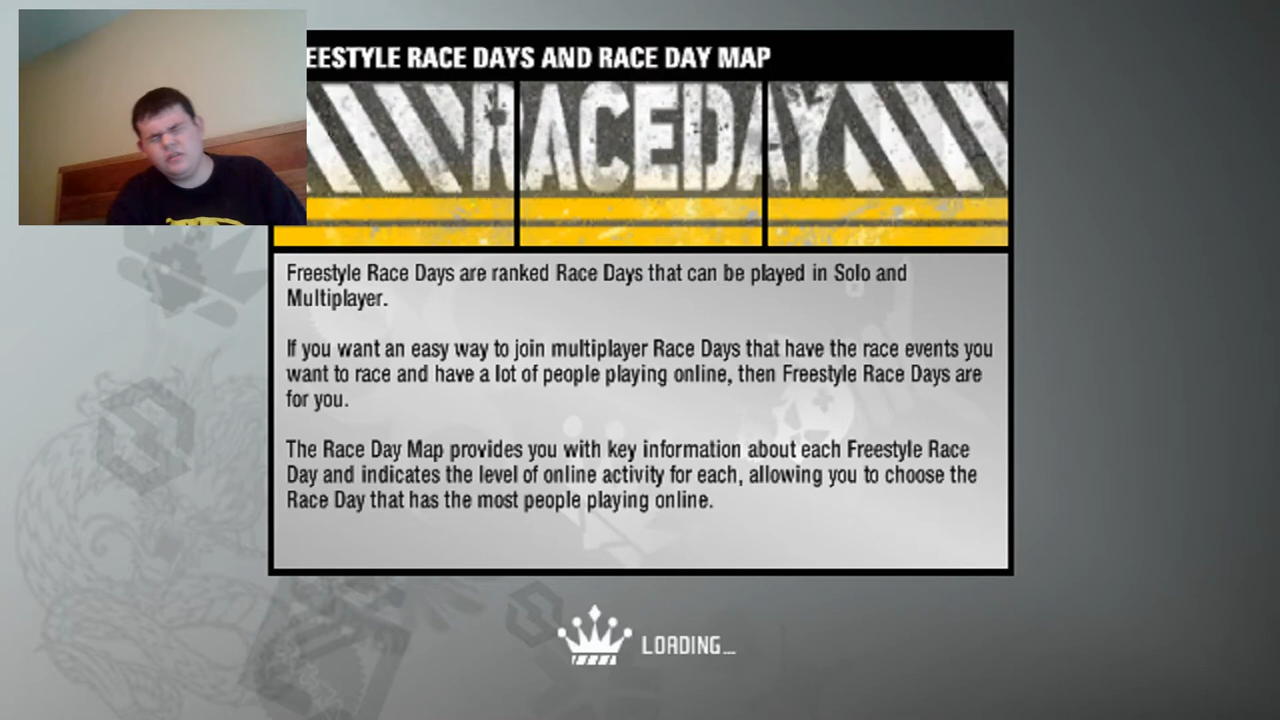 EESTYLE RACE DAYS AND RACE DAY MAP
RACEDAY
Freestyle Race Days are ranked Race Days that can be played in Solo and
Multiplayer.
If you want an easy way to join multiplayer Race Days that have the race events you
want to race and have a lot of people playing online, then Freestyle Race Days are
for you.
The Race Day Map provides you with key information about each Freestyle Race
Day and indicates the level of online activity for each, allowing you to choose the
Race Day that has the most people playing online.
LOADING...